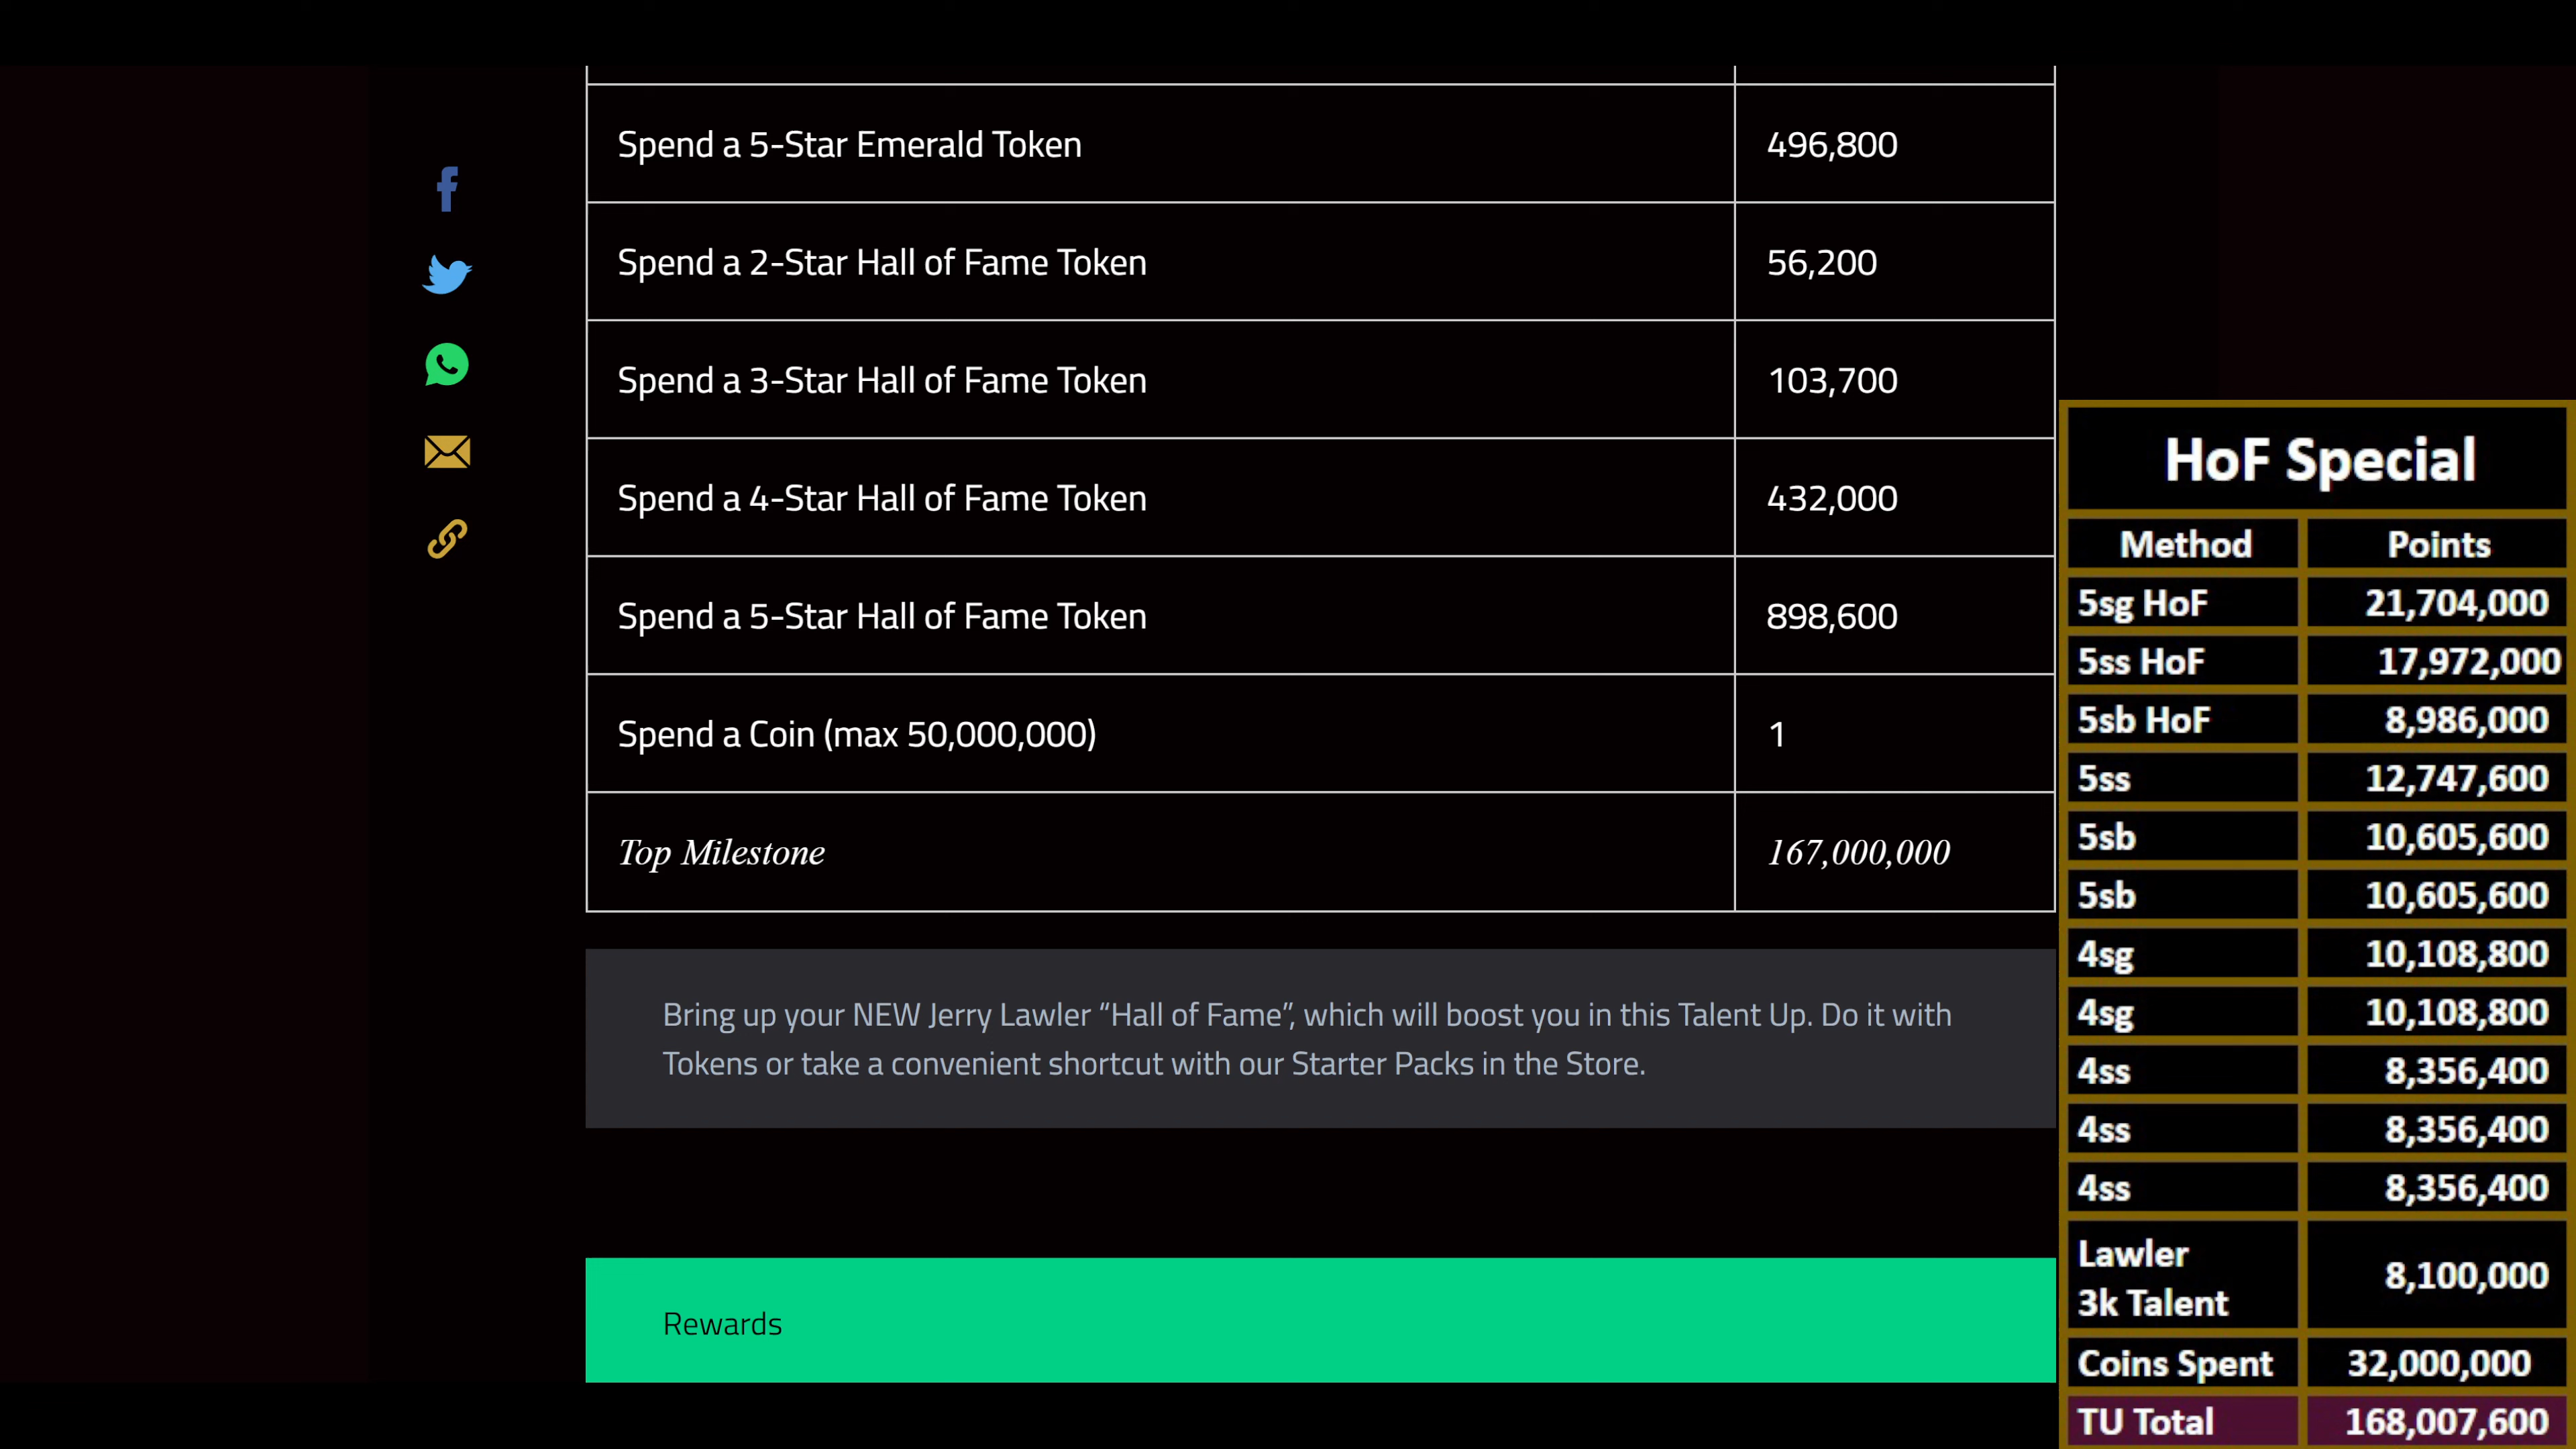 Spend a 5-Star Emerald Token 496,800
Spend a 2-Star Hall of Fame Token 56,200
Spend a 3-Star Hall of Fame Token 103,700
Spend a 4-Star Hall of Fame Token 432,000
Spend a 5-Star Hall of Fame Token 898,600
Spend a Coin (max 50,000,000) 1
Top Milestone 167,000,000
Bring up your NEW Jerry Lawler “Hall of Fame”, which will boost you in this Talent Up. Do it with
Tokens or take a convenient shortcut with our Starter Packs in the Store.
Rewards
HoF Special
Method Points
5sg HoF 21,704,000
5ss HoF 17,972,000
5sb HoF 8,986,000
5ss 12,747,600
5sb 10,605,600
5sb 10,605,600
4sg 10,108,800
4sg 10,108,800
4ss 8,356,400
4ss 8,356,400
4ss 8,356,400
Lawler
3k Talent 8,100,000
Coins Spent 32,000,000
TU Total 168,007,600